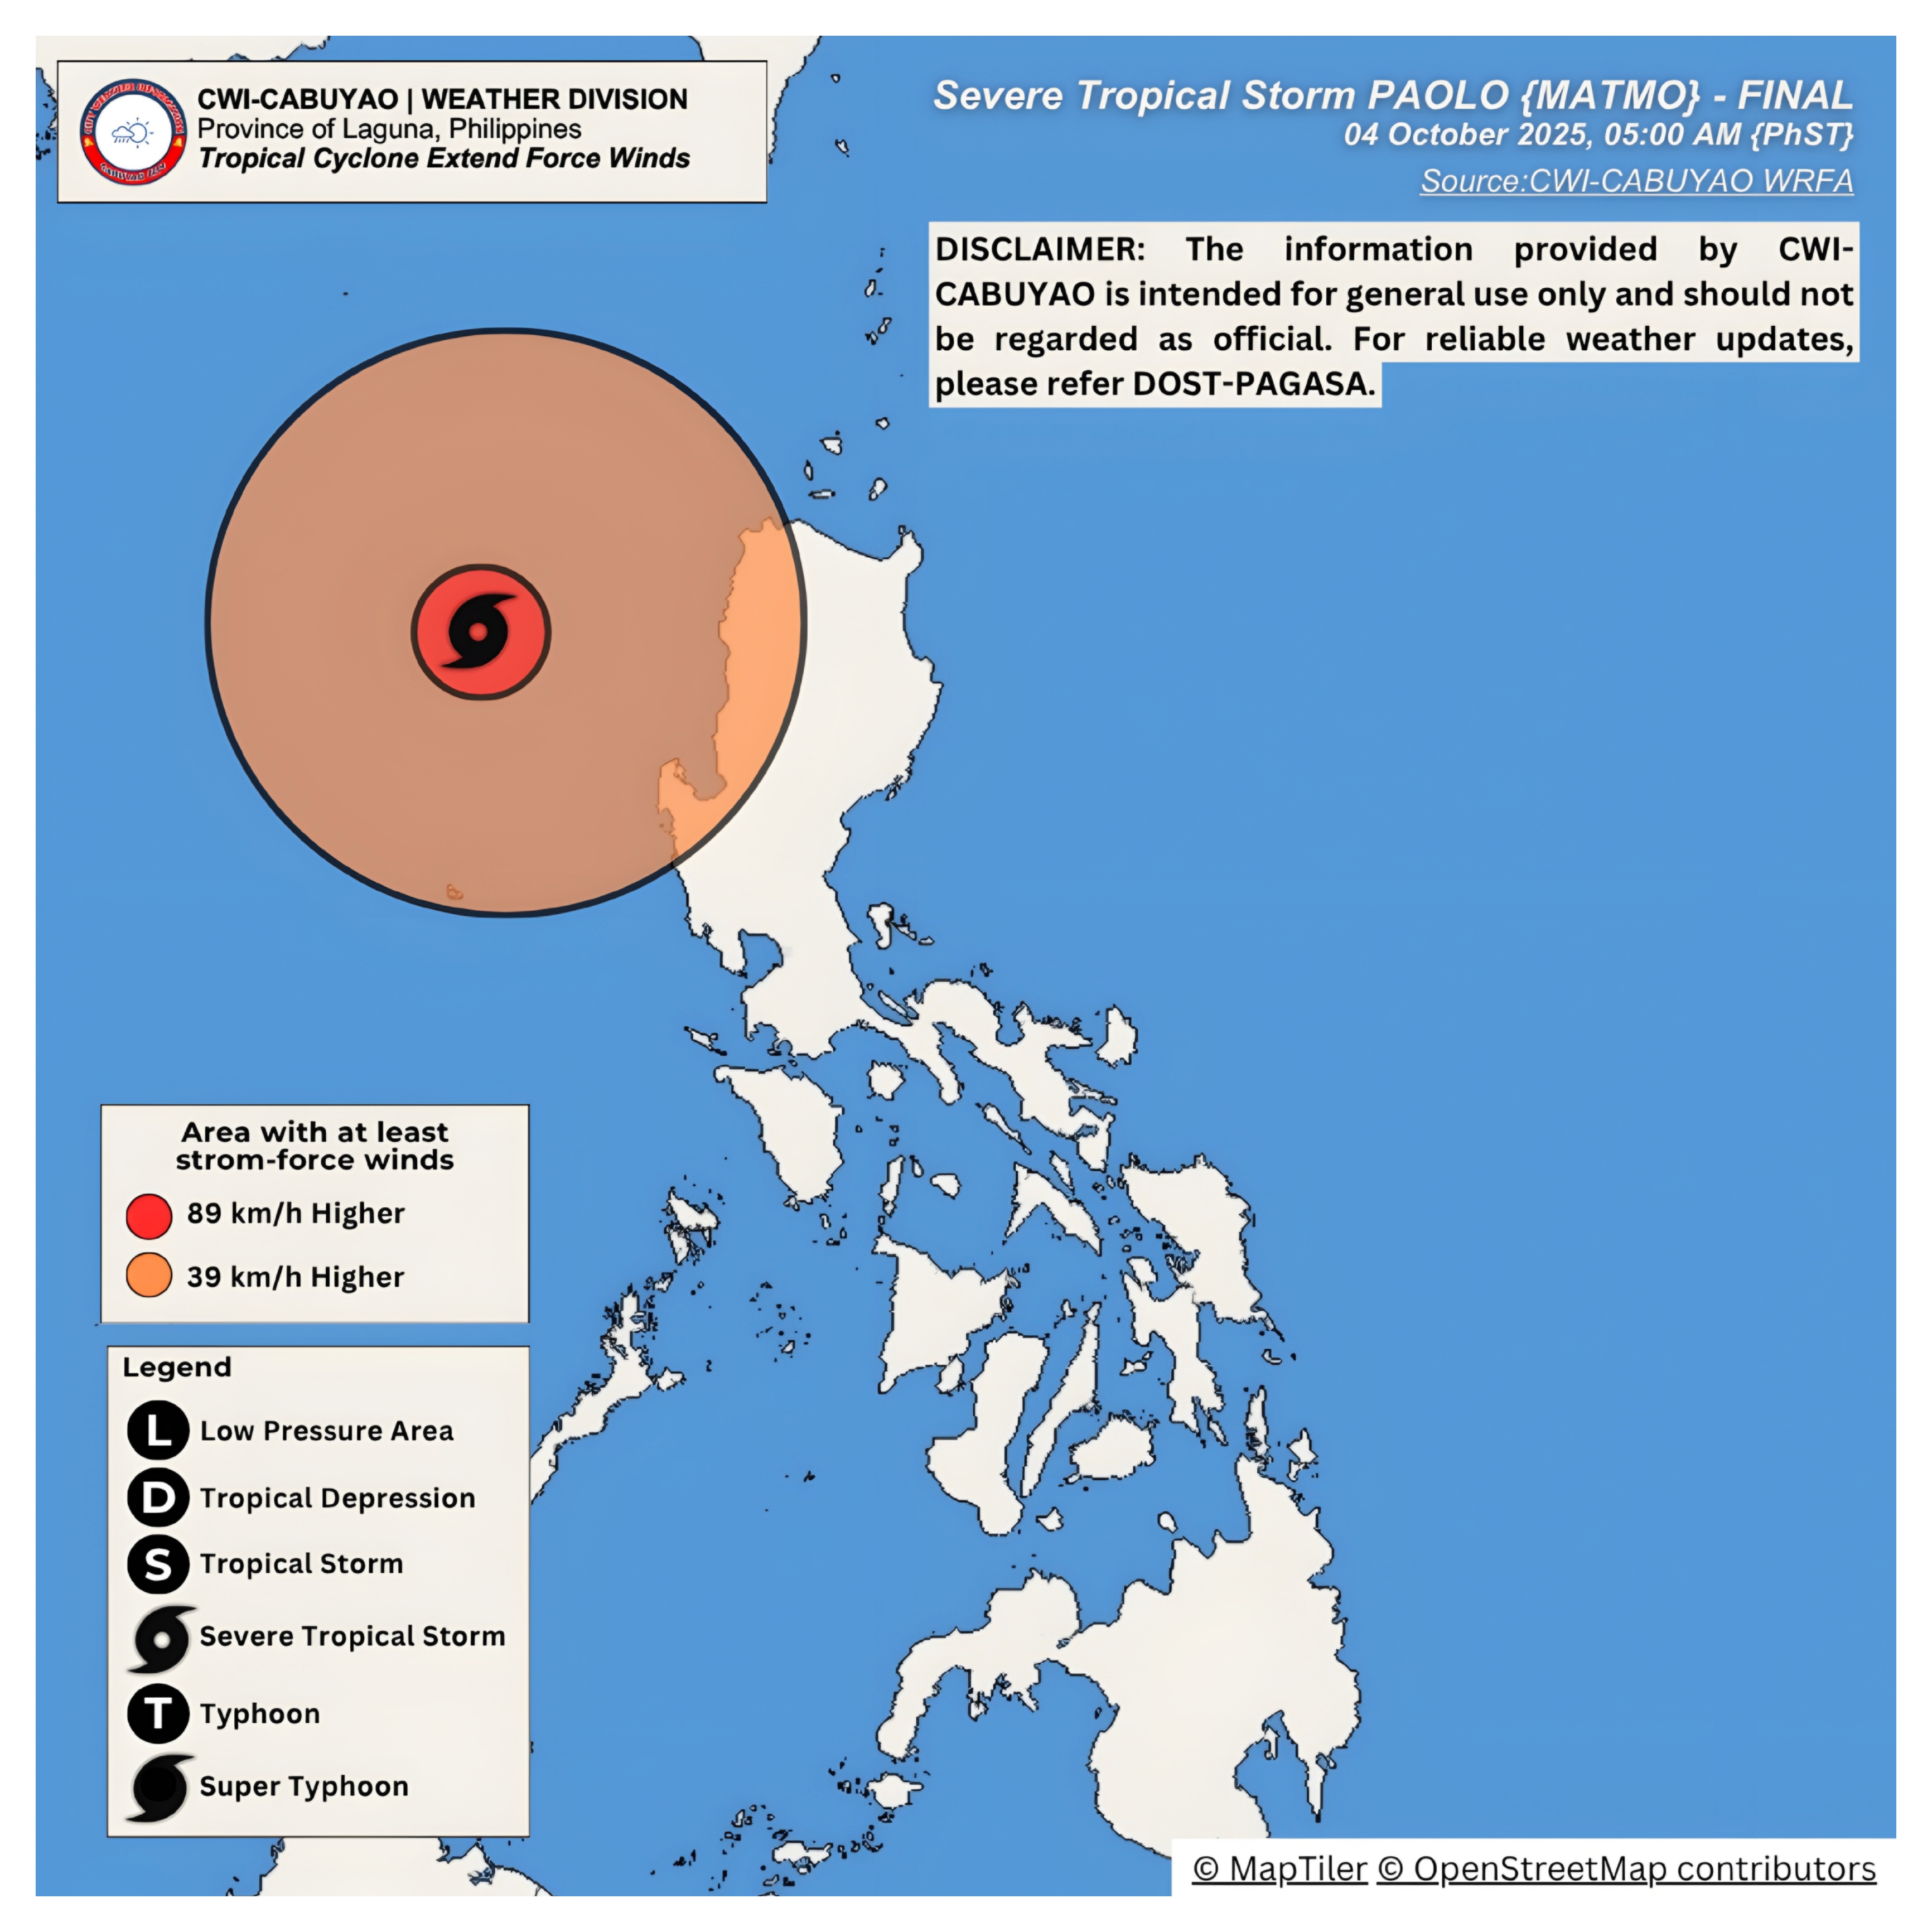 CWI-CABUYAO | WEATHER DIVISION
Province of Laguna, Philippines
Tropical Cyclone Extend Force Winds
Severe Tropical Storm PAOLO {MATMO} - FINAL
04 October 2025, 05:00 AM {PhST}
Source:CWI-CABUYAO WRFA
DISCLAIMER: The information provided by CWI-
CABUYAO is intended for general use only and should not
be regarded as official. For reliable weather updates,
please refer DOST-PAGASA.
Area with at least
strom-force winds
89 km/h Higher
39 km/h Higher
Legend
L Low Pressure Area
D Tropical Depression
S Tropical Storm
Severe Tropical Storm
T Typhoon
Super Typhoon
© MapTiler © OpenStreetMap contributors